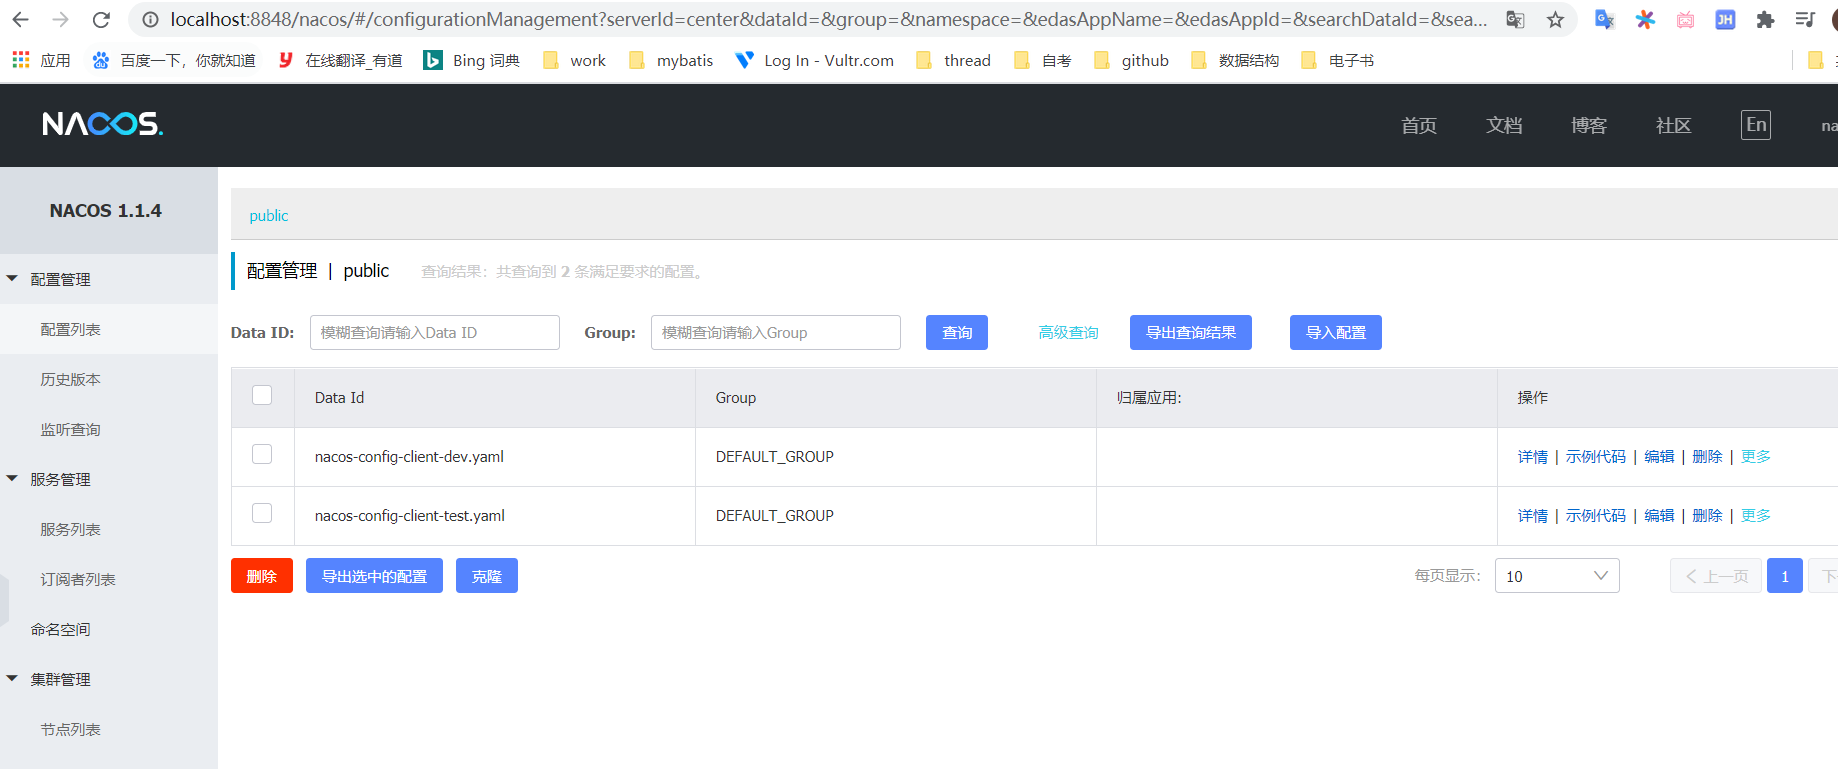 localhost:8848/nacos/#/configurationManagement?serverId=center&dataId=&group=&namespace=&edasAppName=&edasAppId=&searchDataId=&sea...
应用 百度一下，你就知道 在线翻译_有道 Bing 词典 work mybatis Log In - Vultr.com thread 自考 github 数据结构 电子书
NACOS. 首页 文档 博客 社区 En na
NACOS 1.1.4
配置管理
配置列表
历史版本
监听查询
服务管理
服务列表
订阅者列表
命名空间
集群管理
节点列表
public
配置管理 | public 查询结果：共查询到 2 条满足要求的配置。
Data ID: 模糊查询请输入Data ID Group: 模糊查询请输入Group 查询 高级查询 导出查询结果 导入配置
Data Id Group 归属应用: 操作
nacos-config-client-dev.yaml DEFAULT_GROUP 详情 | 示例代码 | 编辑 | 删除 | 更多
nacos-config-client-test.yaml DEFAULT_GROUP 详情 | 示例代码 | 编辑 | 删除 | 更多
删除 导出选中的配置 克隆 每页显示： 10 上一页 1 下